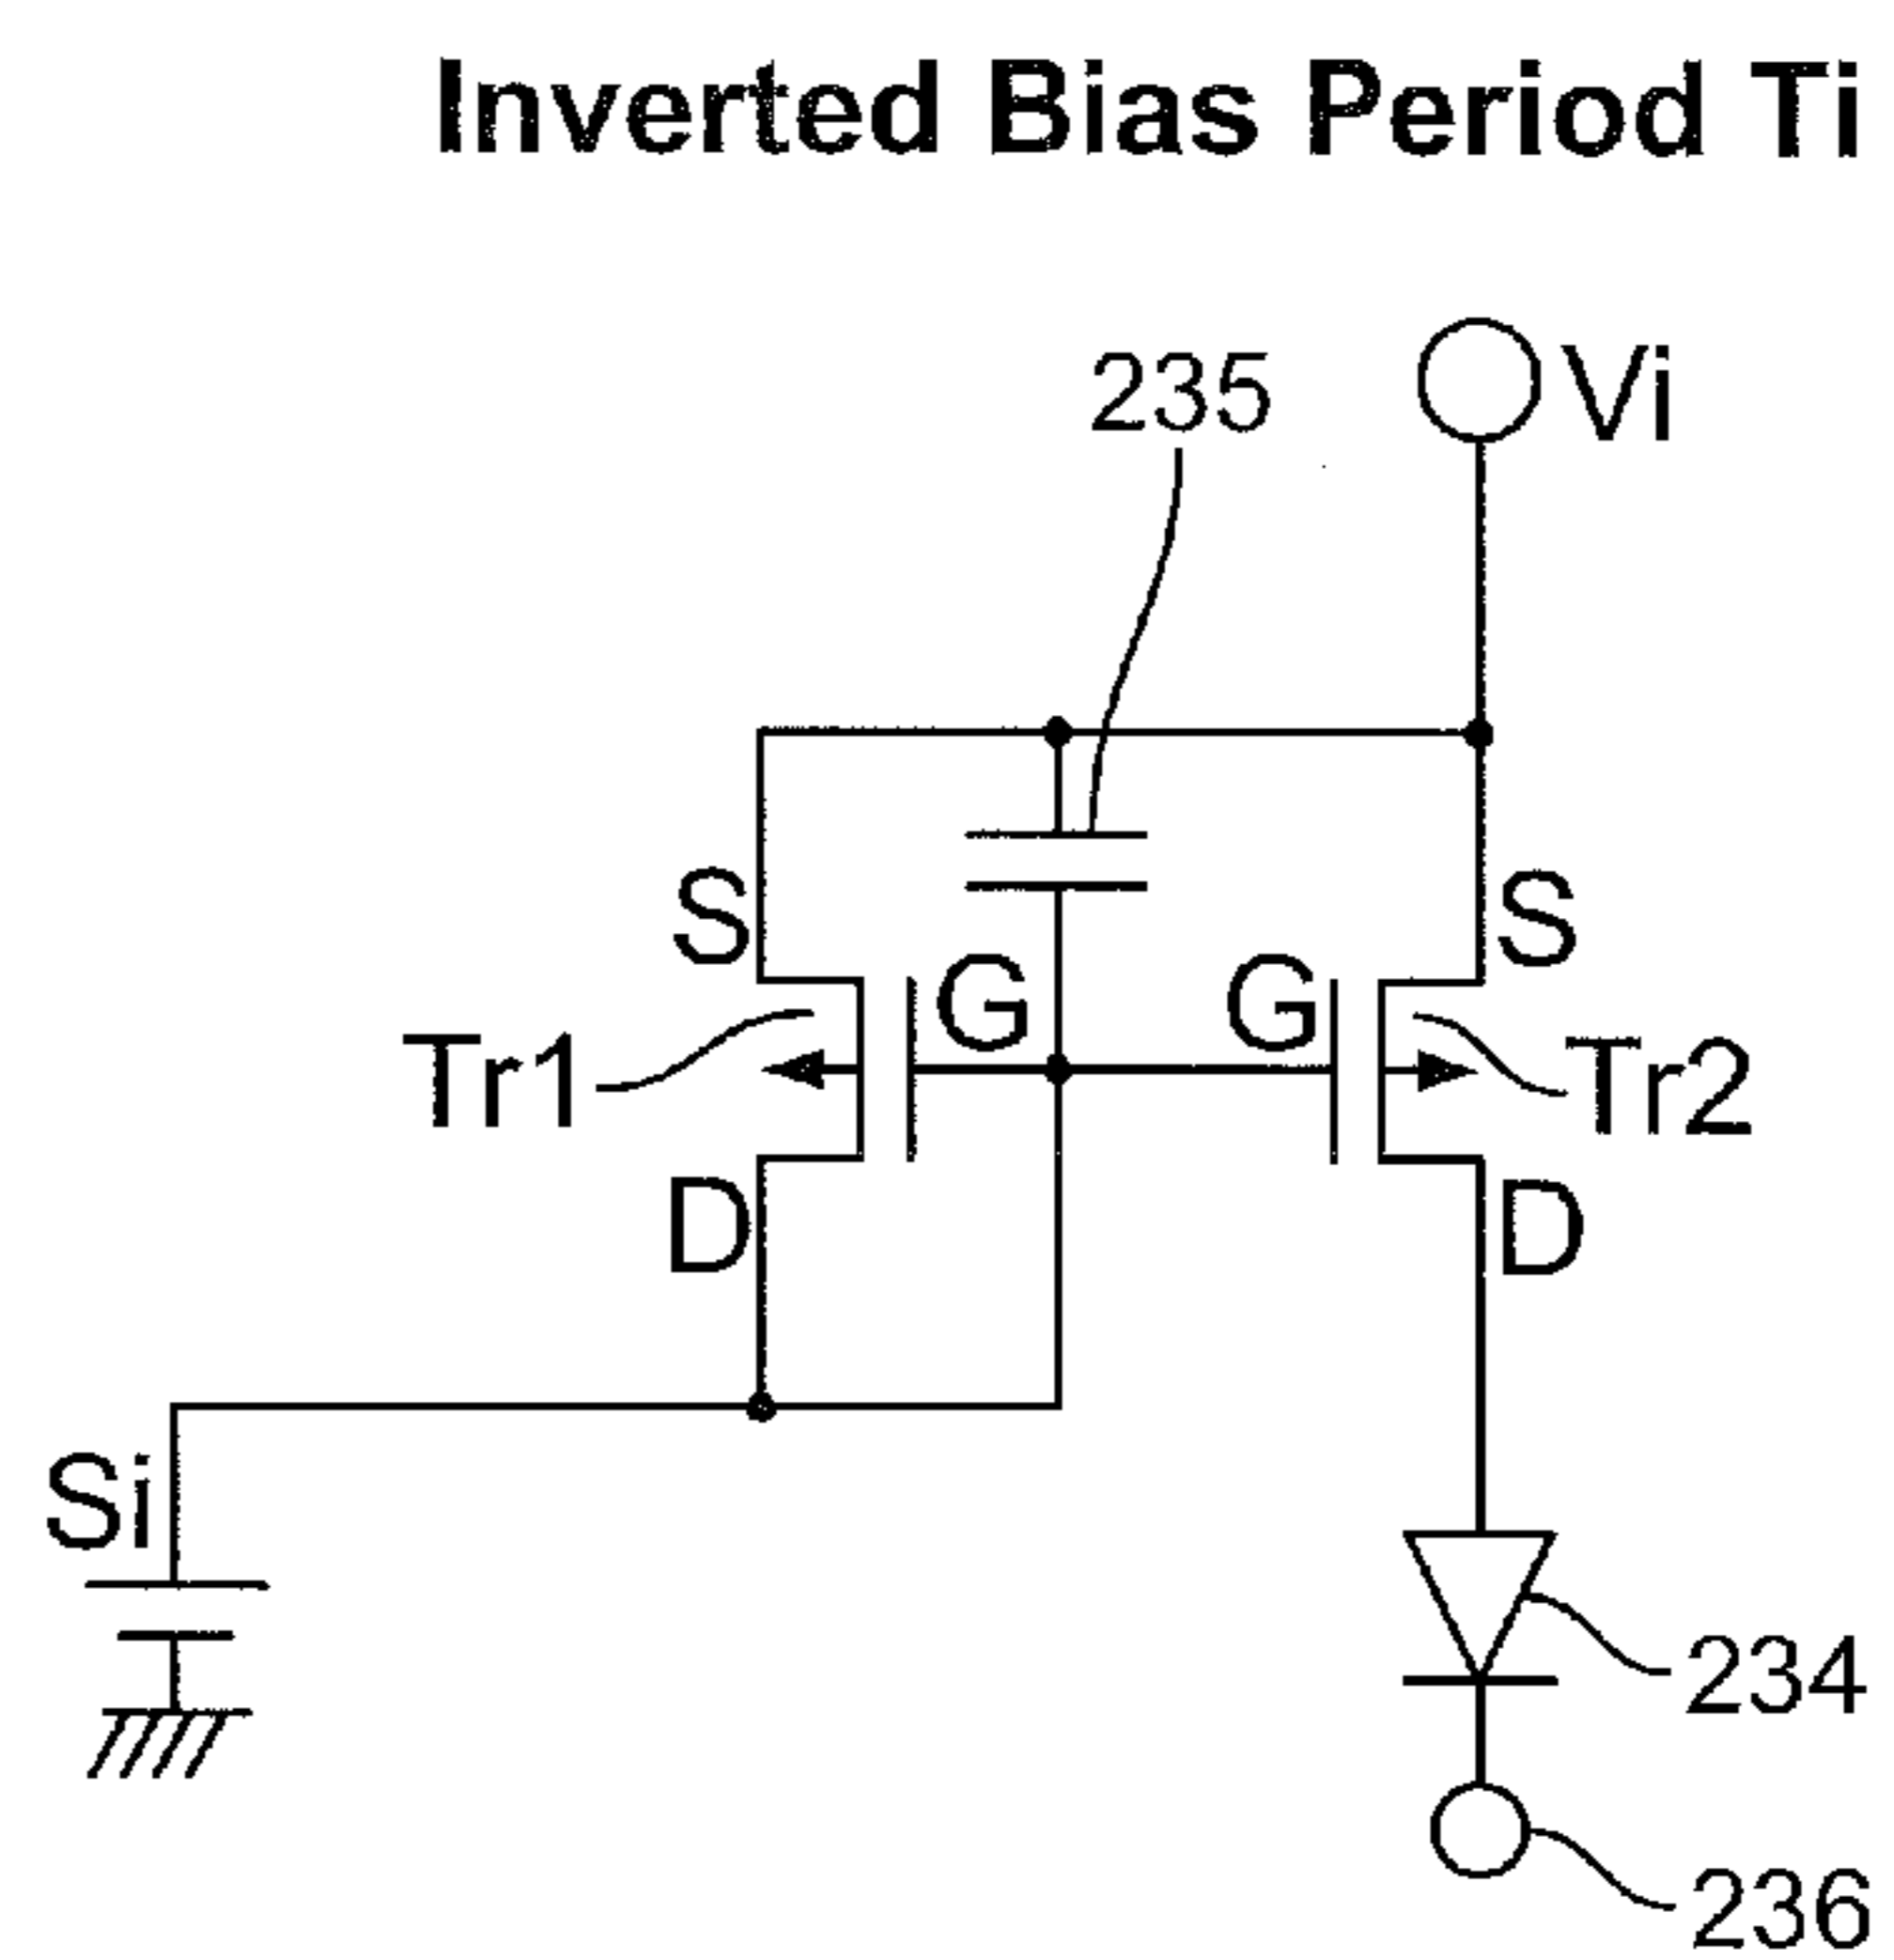 Inverted Bias Period Ti
235
Vi
S
S
G
G
Tr1
Tr2
D
D
Si
234
236